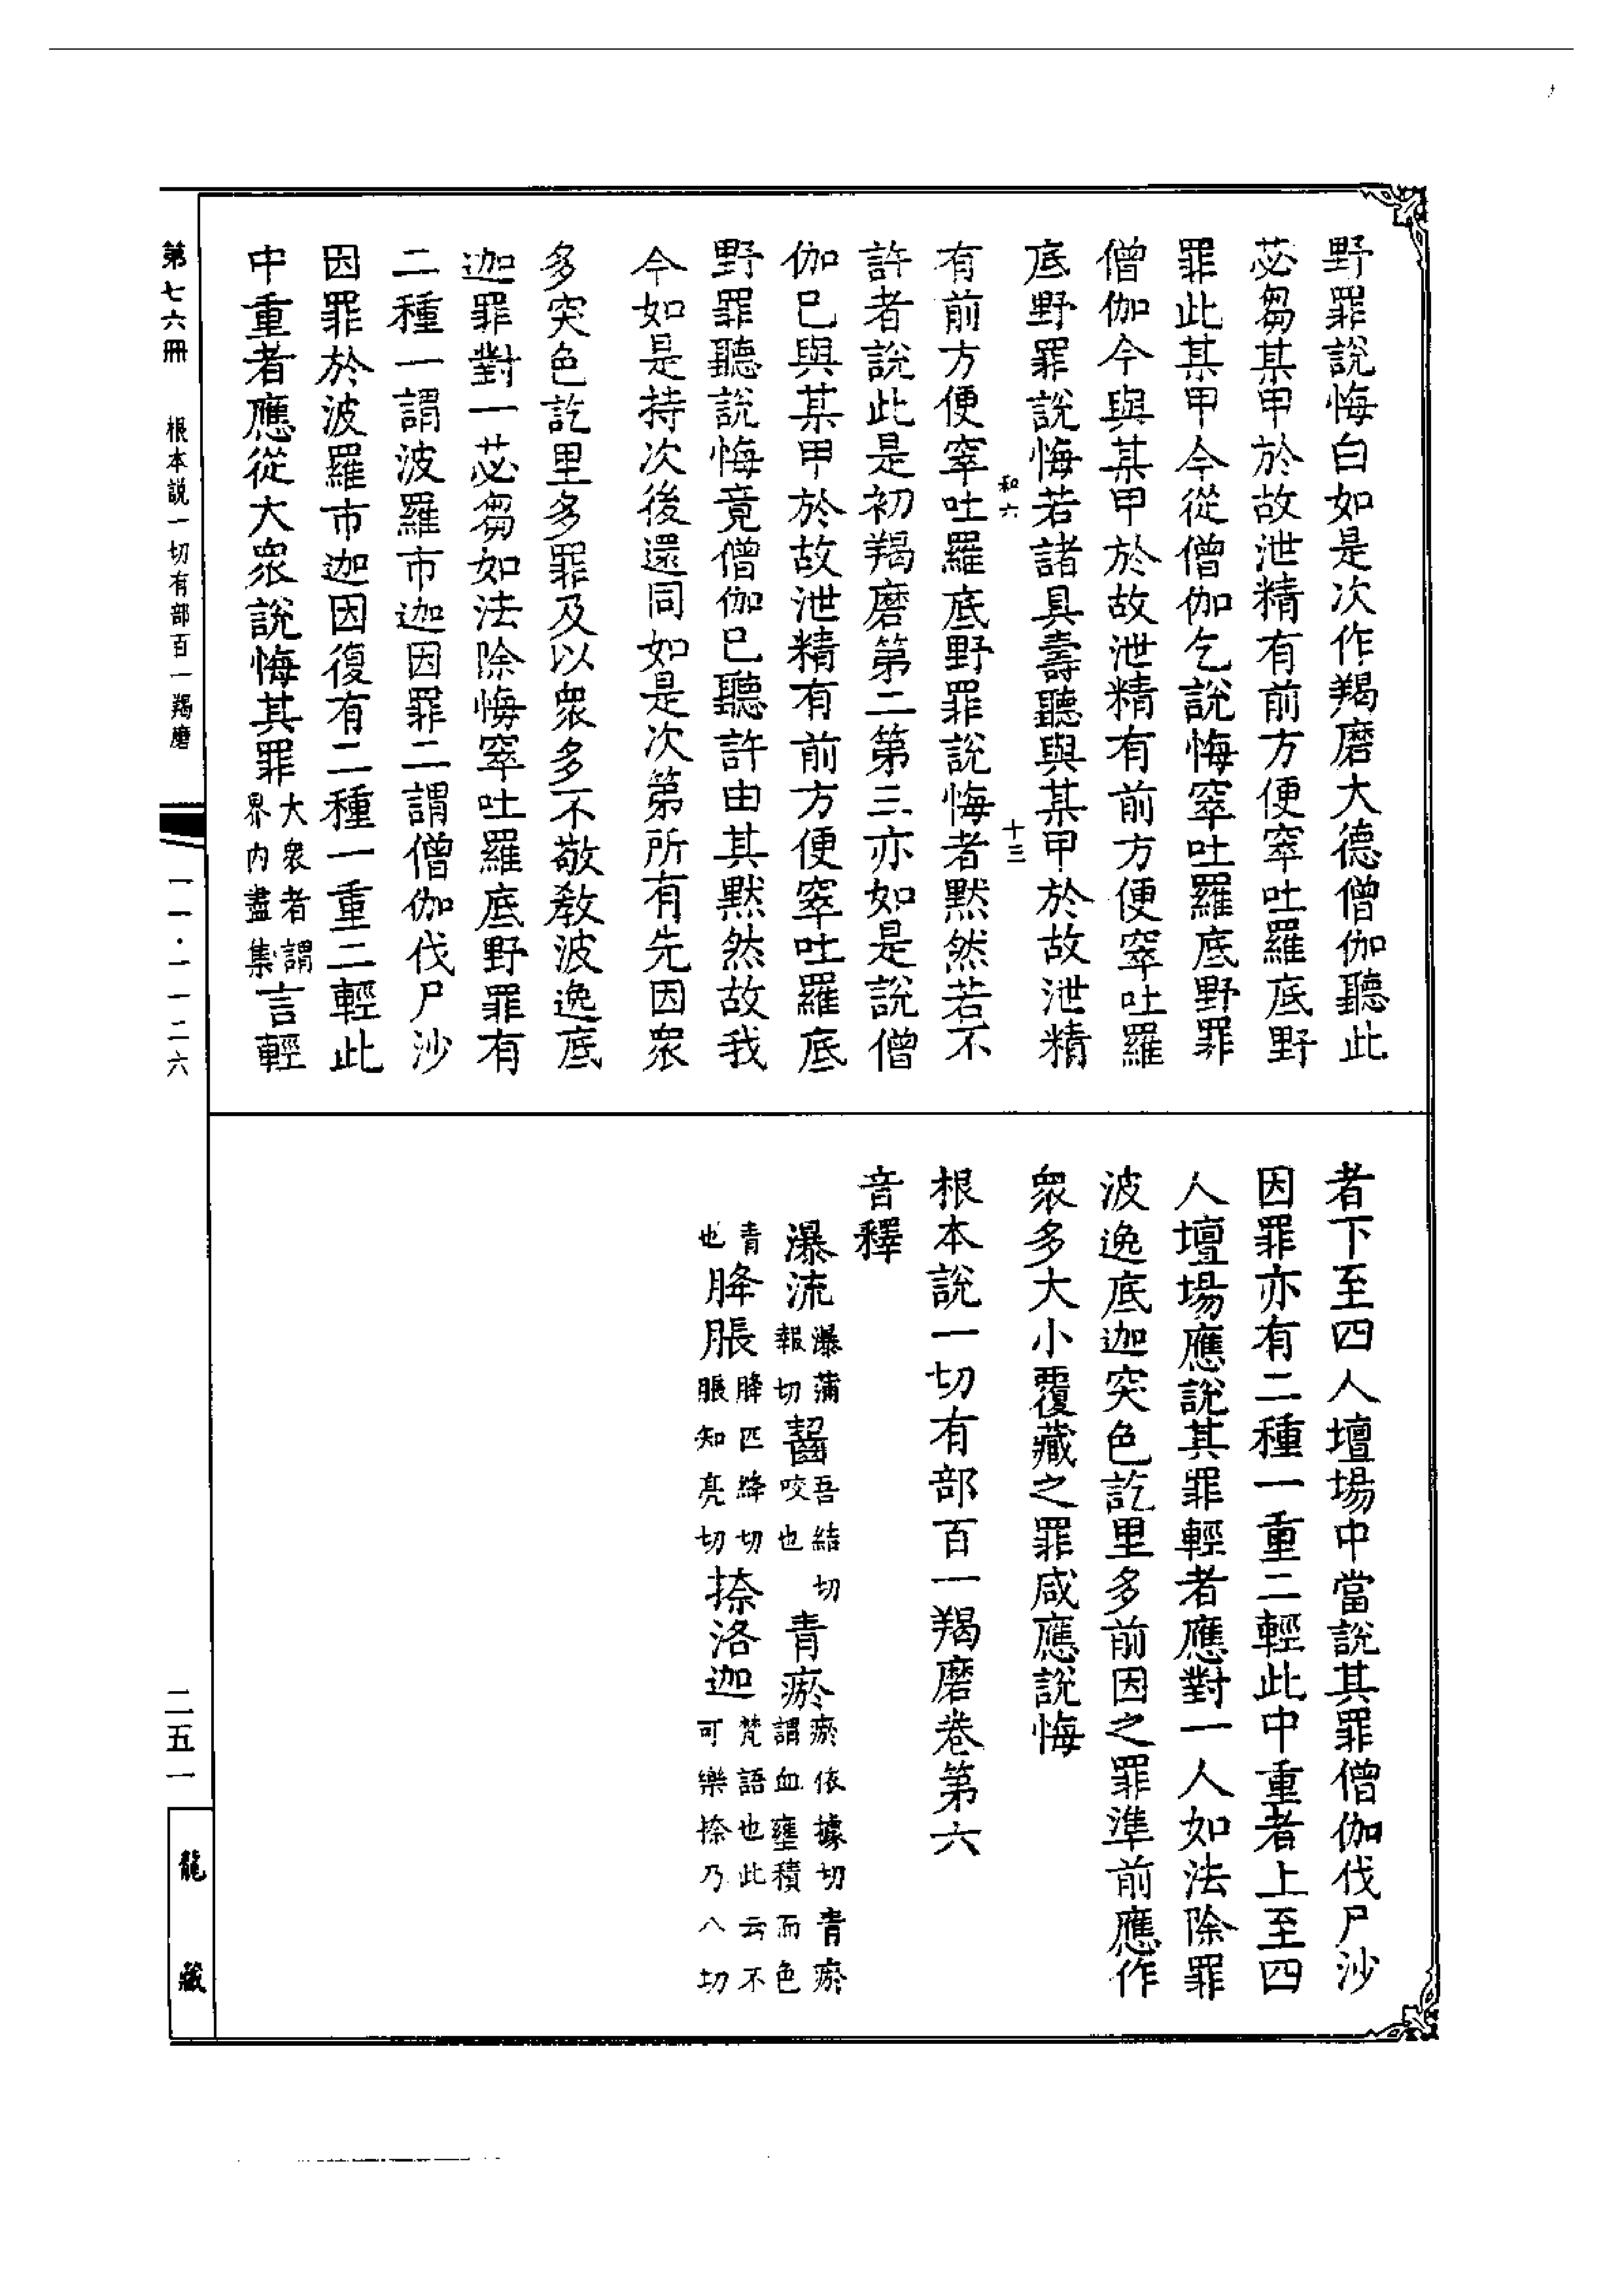 野罪說悔白如是次作羯磨大德僧伽聽此
苾芻某甲於故泄精有前方便窣吐羅底野
罪此某甲今從僧伽乞說悔窣吐羅底野罪
僧伽今與某甲於故泄精有前方便窣吐羅
底野罪說悔若諸具壽聽與某甲於故泄精
和六　十三
有前方便窣吐羅底野罪說悔者默然若不
許者說此是初羯磨第二第三亦如是說僧
伽已與某甲於故泄精有前方便窣吐羅底
野罪聽說悔竟僧伽已聽許由其默然故我
今如是持次後還同如是次第所有先因眾
多突色訖里多罪及以眾多不敬教波逸底
迦罪對一苾芻如法除悔窣吐羅底野罪有
二種一謂波羅市迦因罪二謂僧伽伐尸沙
因罪於波羅市迦因復有二種一重二輕此
中重者應從大眾說悔其罪大眾者謂界內盡集言輕
者下至四人壇場中當說其罪僧伽伐尸沙
因罪亦有二種一重二輕此中重者上至四
人壇場應說其罪輕者應對一人如法除罪
波逸底迦突色訖里多前因之罪準前應作
眾多大小覆藏之罪咸應說悔
根本說一切有部百一羯磨卷第六
音釋
瀑流瀑蒲報切齧吾結切咬也青瘀瘀依據切青瘀謂血壅積而色
青也胮脹胮匹絳切脹知亮切捺洛迦梵語也此云不可樂捺乃八切
第七六冊　根本說一切有部百一羯磨　一一·一一二六
二五一
龍藏